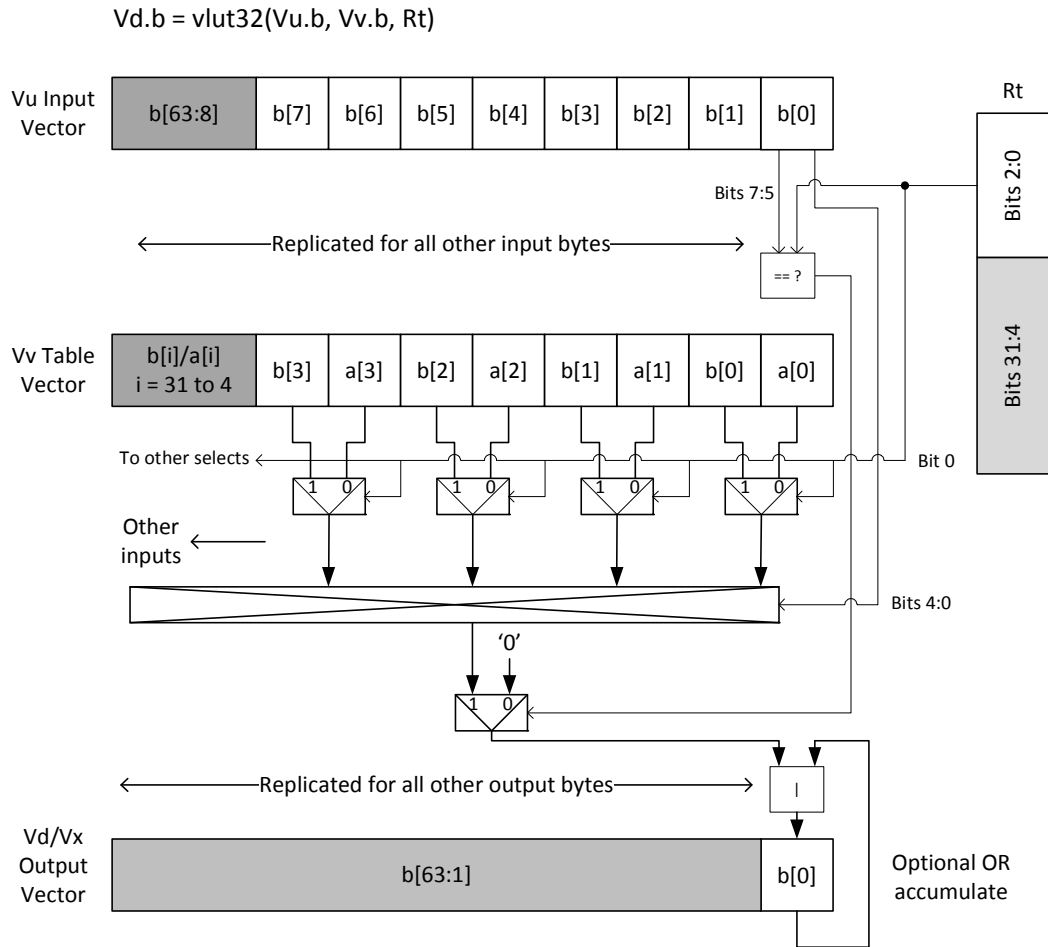 Vd.b = vlut32(Vu.b, Vv.b, Rt)
Vu Input
Vector
b[63:8]
b[7]
b[6]
b[5]
b[4]
b[3]
b[2]
b[1]
b[0]
Rt
Bits 2:0
Bits 31:4
Bits 7:5
Replicated for all other input bytes
== ?
Vv Table
Vector
b[i]/a[i]
i = 31 to 4
b[3]
a[3]
b[2]
a[2]
b[1]
a[1]
b[0]
a[0]
To other selects
Bit 0
1 0
1 0
1 0
1 0
Other
inputs
Bits 4:0
‘0’
1 0
Replicated for all other output bytes
|
Vd/Vx
Output
Vector
b[63:1]
b[0]
Optional OR
accumulate